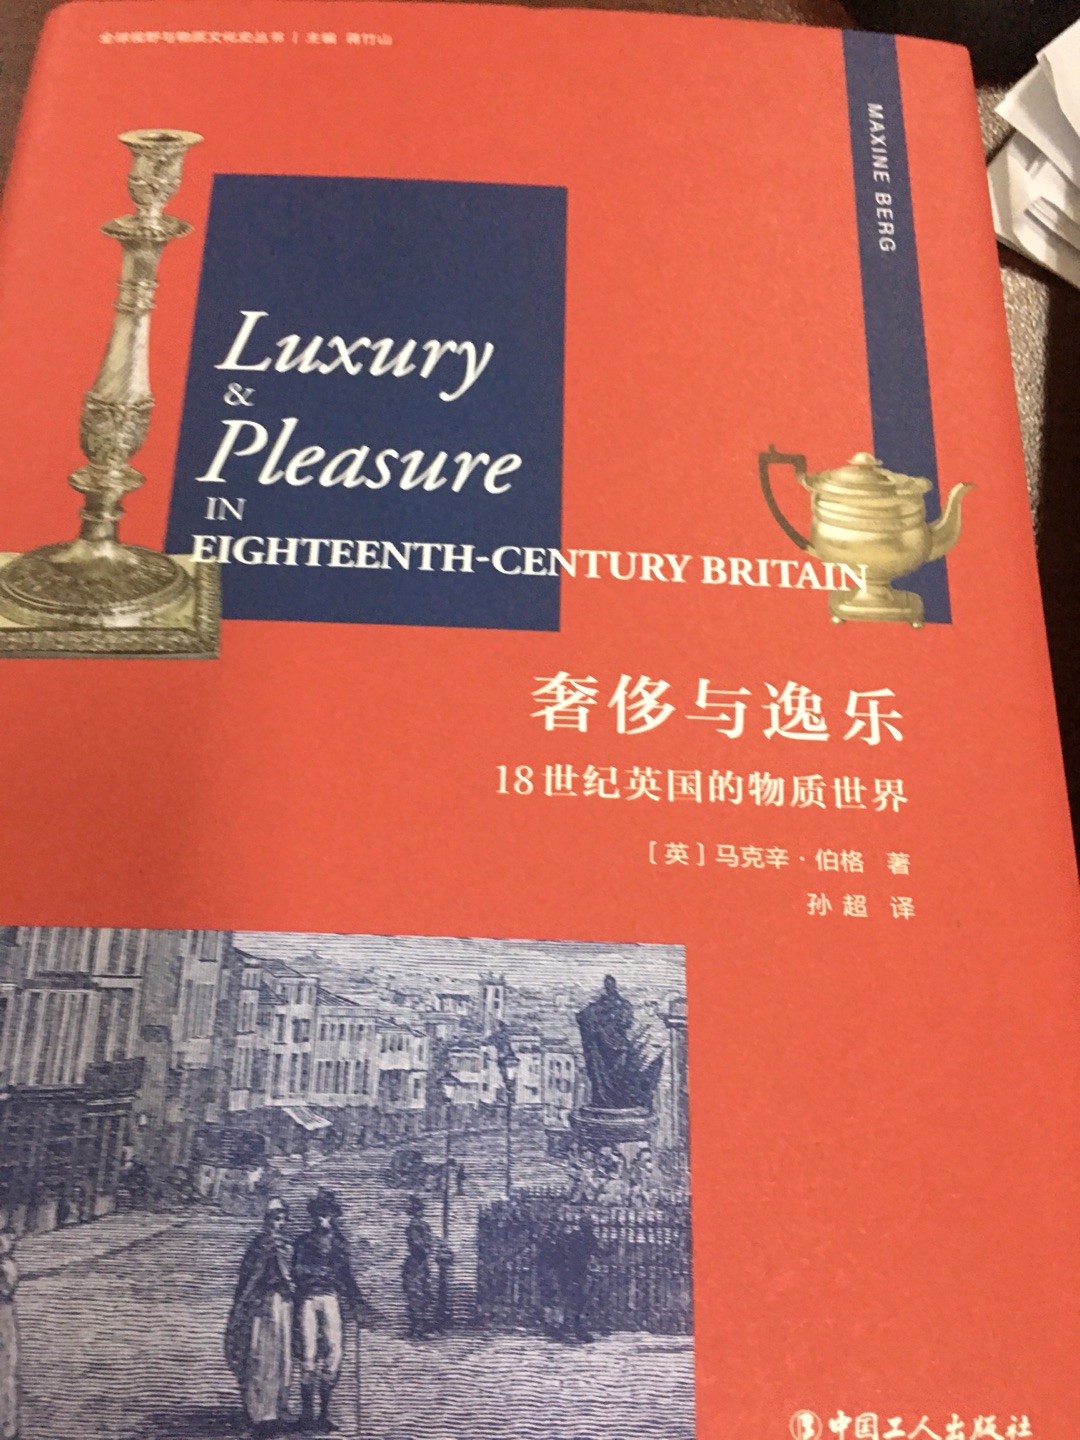 全球视野与物质文化史丛书 | 主编 蒋竹山
MAXINE BERG
Luxury
&
Pleasure
IN
EIGHTEENTH-CENTURY BRITAIN
奢侈与逸乐
18世纪英国的物质世界
[英]马克辛·伯格 著
孙超 译
中国工人出版社